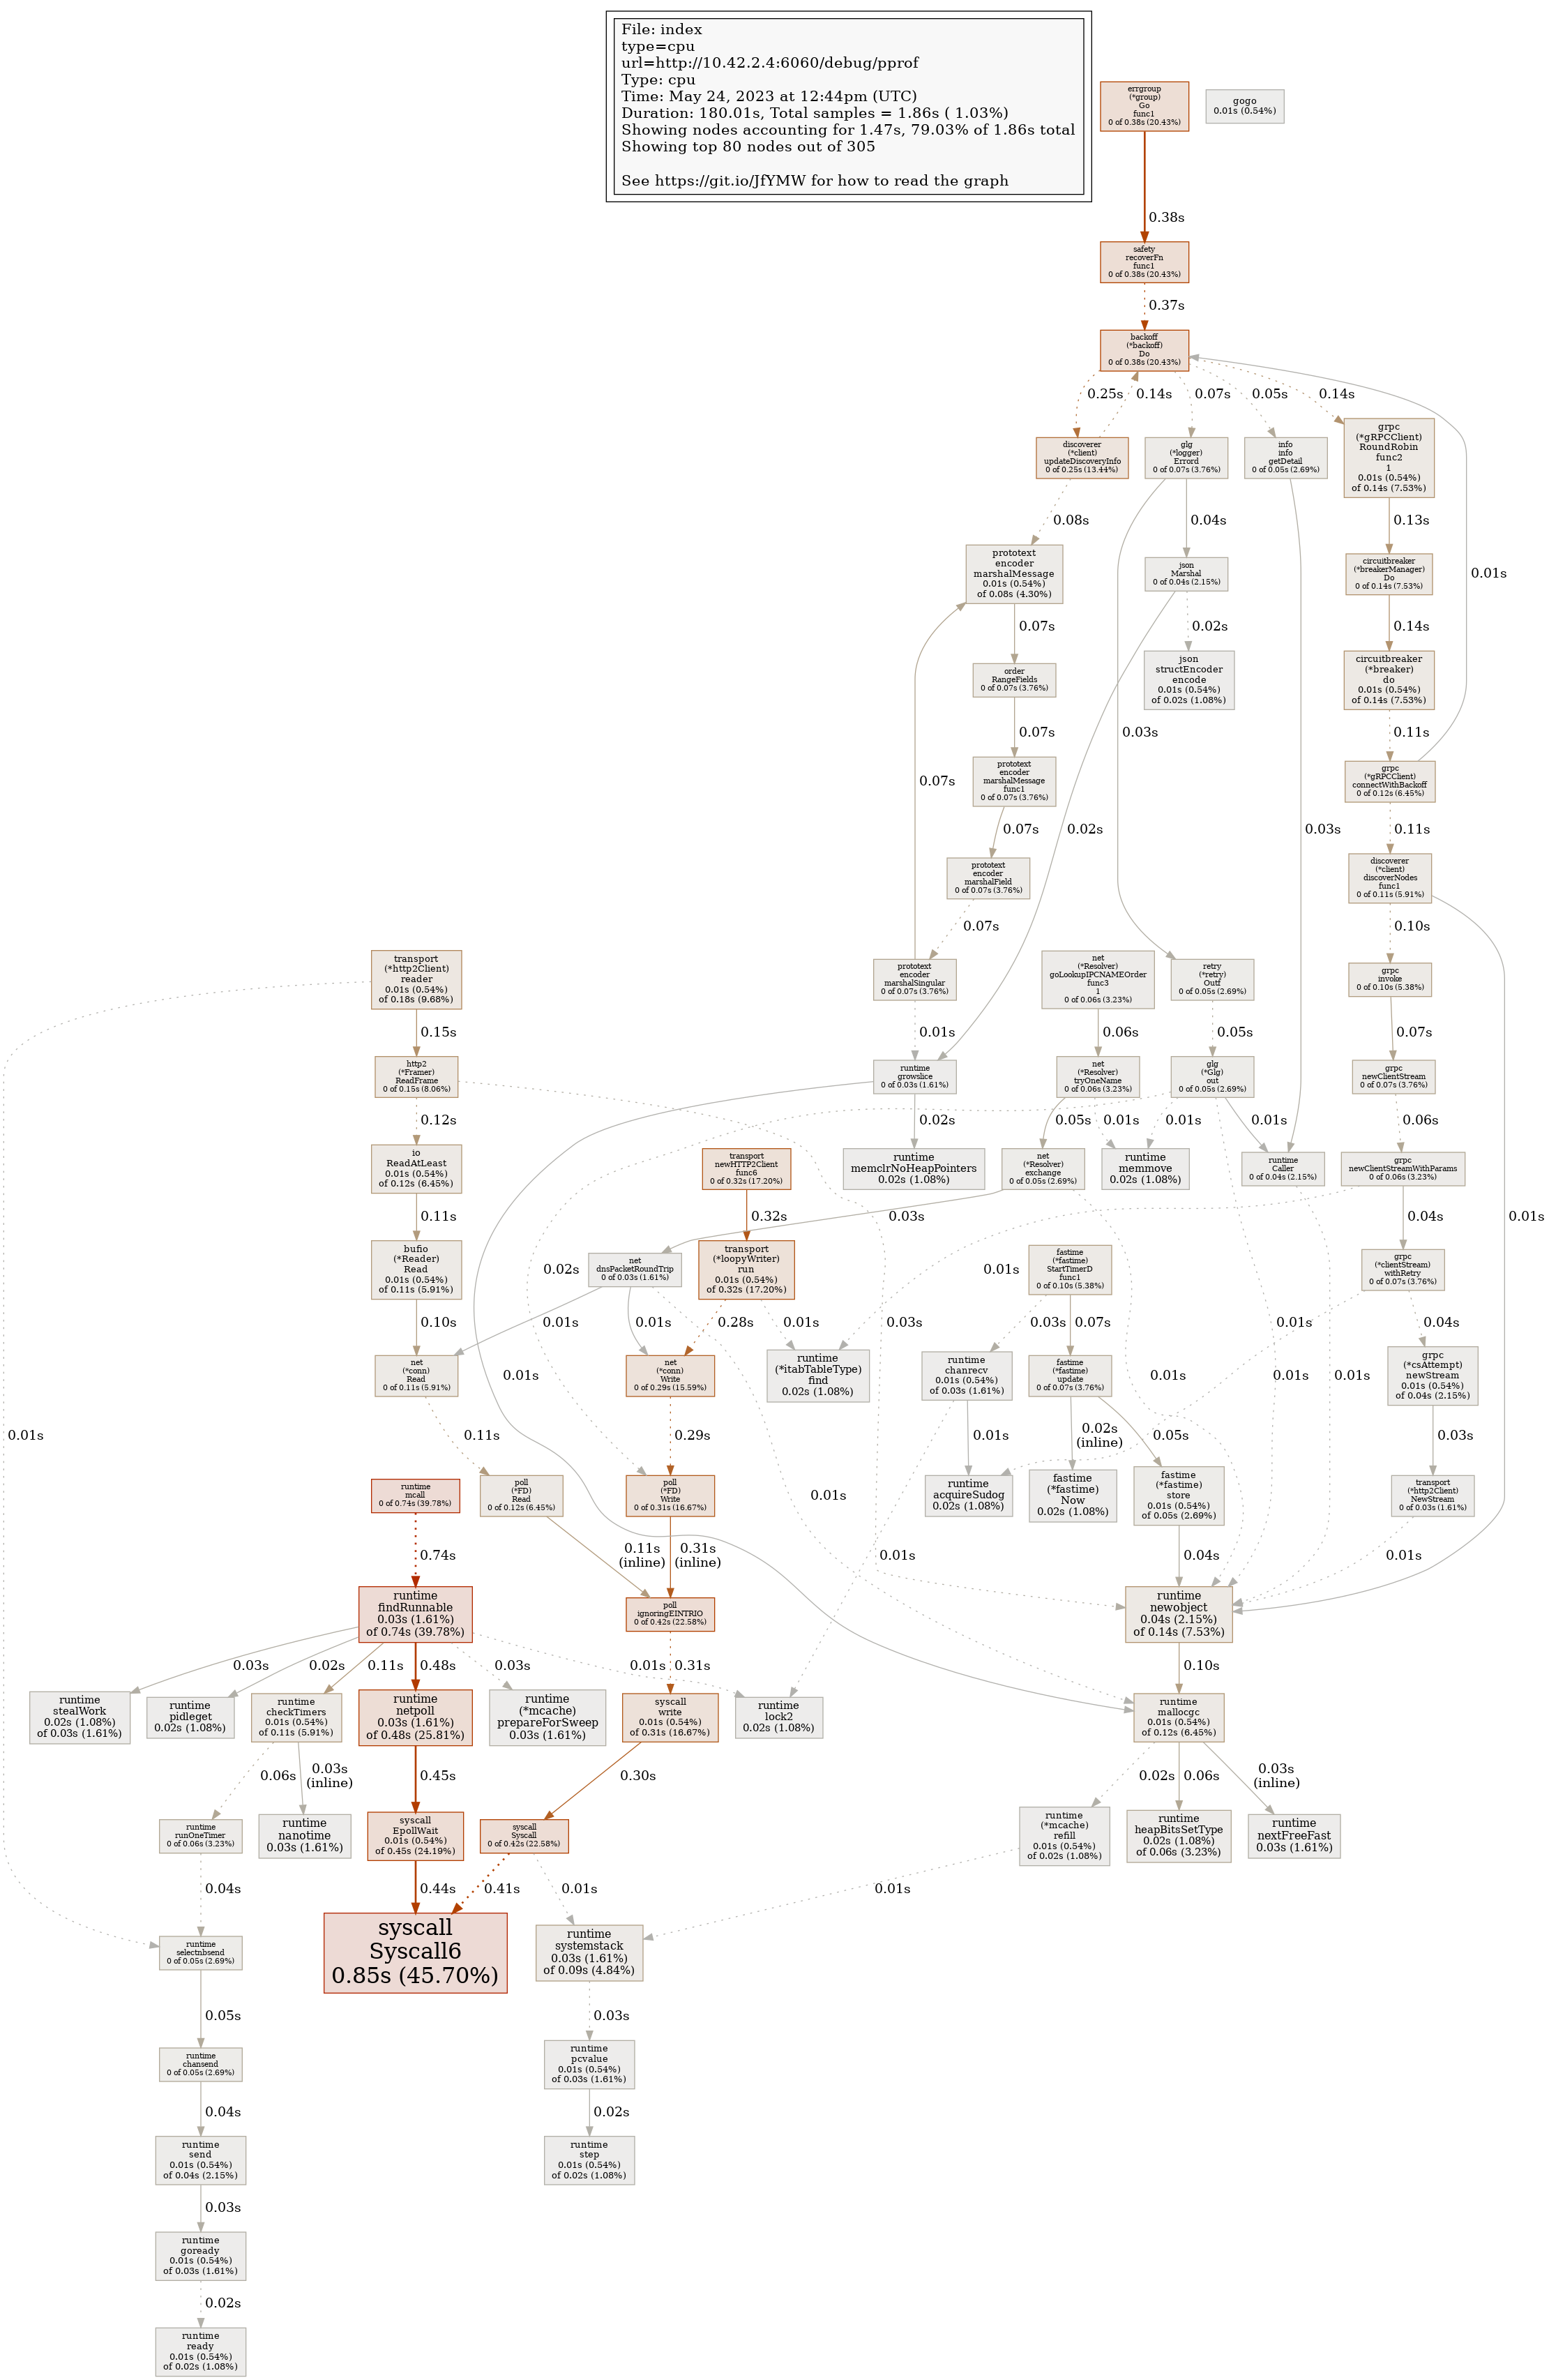 File: index
type=cpu
url=http://10.42.2.4:6060/debug/pprof
Type: cpu
Time: May 24, 2023 at 12:44pm (UTC)
Duration: 180.01s, Total samples = 1.86s ( 1.03%)
Showing nodes accounting for 1.47s, 79.03% of 1.86s total
Showing top 80 nodes out of 305
See https://git.io/JfYMW for how to read the graph
errgroup
(*group)
Go
func1
0 of 0.38s (20.43%)
gogo
0.01s (0.54%)
0.38s
safety
recoverFn
func1
0 of 0.38s (20.43%)
0.37s
backoff
(*backoff)
Do
0 of 0.38s (20.43%)
0.25s
0.14s
0.07s
0.05s
0.14s
discoverer
(*client)
updateDiscoveryInfo
0 of 0.25s (13.44%)
glg
(*logger)
Errord
0 of 0.07s (3.76%)
info
info
getDetail
0 of 0.05s (2.69%)
grpc
(*gRPCClient)
RoundRobin
func2
1
0.01s (0.54%)
of 0.14s (7.53%)
0.08s
0.04s
0.13s
0.01s
prototext
encoder
marshalMessage
0.01s (0.54%)
of 0.08s (4.30%)
json
Marshal
0 of 0.04s (2.15%)
circuitbreaker
(*breakerManager)
Do
0 of 0.14s (7.53%)
0.07s
0.02s
0.14s
order
RangeFields
0 of 0.07s (3.76%)
json
structEncoder
encode
0.01s (0.54%)
of 0.02s (1.08%)
circuitbreaker
(*breaker)
do
0.01s (0.54%)
of 0.14s (7.53%)
0.07s
0.03s
0.11s
0.07s
prototext
encoder
marshalMessage
func1
0 of 0.07s (3.76%)
grpc
(*gRPCClient)
connectWithBackoff
0 of 0.12s (6.45%)
0.07s
0.02s
0.03s
0.11s
prototext
encoder
marshalField
0 of 0.07s (3.76%)
discoverer
(*client)
discoverNodes
func1
0 of 0.11s (5.91%)
0.07s
0.10s
transport
(*http2Client)
reader
0.01s (0.54%)
of 0.18s (9.68%)
prototext
encoder
marshalSingular
0 of 0.07s (3.76%)
net
(*Resolver)
goLookupIPCNAMEOrder
func3
1
0 of 0.06s (3.23%)
retry
(*retry)
Outf
0 of 0.05s (2.69%)
grpc
invoke
0 of 0.10s (5.38%)
0.15s
0.01s
0.06s
0.05s
0.07s
http2
(*Framer)
ReadFrame
0 of 0.15s (8.06%)
runtime
growslice
0 of 0.03s (1.61%)
net
(*Resolver)
tryOneName
0 of 0.06s (3.23%)
glg
(*Glg)
out
0 of 0.05s (2.69%)
grpc
newClientStream
0 of 0.07s (3.76%)
0.12s
0.02s
0.05s
0.01s
0.01s
0.01s
0.06s
io
ReadAtLeast
0.01s (0.54%)
of 0.12s (6.45%)
transport
newHTTP2Client
func6
0 of 0.32s (17.20%)
runtime
memclrNoHeapPointers
0.02s (1.08%)
net
(*Resolver)
exchange
0 of 0.05s (2.69%)
runtime
memmove
0.02s (1.08%)
runtime
Caller
0 of 0.04s (2.15%)
grpc
newClientStreamWithParams
0 of 0.06s (3.23%)
0.11s
0.32s
0.03s
0.04s
0.01s
bufio
(*Reader)
Read
0.01s (0.54%)
of 0.11s (5.91%)
0.02s
net
dnsPacketRoundTrip
0 of 0.03s (1.61%)
transport
(*loopyWriter)
run
0.01s (0.54%)
of 0.32s (17.20%)
0.01s
fastime
(*fastime)
StartTimerD
func1
0 of 0.10s (5.38%)
grpc
(*clientStream)
withRetry
0 of 0.07s (3.76%)
0.10s
0.01s
0.01s
0.28s
0.01s
0.03s
0.03s
0.07s
0.01s
0.04s
net
(*conn)
Read
0 of 0.11s (5.91%)
0.01s
net
(*conn)
Write
0 of 0.29s (15.59%)
runtime
(*itabTableType)
find
0.02s (1.08%)
runtime
chanrecv
0.01s (0.54%)
of 0.03s (1.61%)
fastime
(*fastime)
update
0 of 0.07s (3.76%)
0.01s
0.01s
0.01s
grpc
(*csAttempt)
newStream
0.01s (0.54%)
of 0.04s (2.15%)
0.01s
0.11s
0.29s
0.01s
0.02s
(inline)
0.05s
0.03s
runtime
mcall
0 of 0.74s (39.78%)
poll
(*FD)
Read
0 of 0.12s (6.45%)
poll
(*FD)
Write
0 of 0.31s (16.67%)
0.01s
runtime
acquireSudog
0.02s (1.08%)
fastime
(*fastime)
Now
0.02s (1.08%)
fastime
(*fastime)
store
0.01s (0.54%)
of 0.05s (2.69%)
transport
(*http2Client)
NewStream
0 of 0.03s (1.61%)
0.74s
0.11s
(inline)
0.31s
(inline)
0.01s
0.04s
0.01s
runtime
findRunnable
0.03s (1.61%)
of 0.74s (39.78%)
poll
ignoringEINTRIO
0 of 0.42s (22.58%)
runtime
newobject
0.04s (2.15%)
of 0.14s (7.53%)
0.03s
0.02s
0.11s
0.48s
0.03s
0.01s
0.31s
0.10s
runtime
stealWork
0.02s (1.08%)
of 0.03s (1.61%)
runtime
pidleget
0.02s (1.08%)
runtime
checkTimers
0.01s (0.54%)
of 0.11s (5.91%)
runtime
netpoll
0.03s (1.61%)
of 0.48s (25.81%)
runtime
(*mcache)
prepareForSweep
0.03s (1.61%)
syscall
write
0.01s (0.54%)
of 0.31s (16.67%)
runtime
lock2
0.02s (1.08%)
runtime
mallocgc
0.01s (0.54%)
of 0.12s (6.45%)
0.06s
0.03s
(inline)
0.45s
0.30s
0.02s
0.06s
0.03s
(inline)
runtime
runOneTimer
0 of 0.06s (3.23%)
runtime
nanotime
0.03s (1.61%)
syscall
EpollWait
0.01s (0.54%)
of 0.45s (24.19%)
syscall
Syscall
0 of 0.42s (22.58%)
runtime
(*mcache)
refill
0.01s (0.54%)
of 0.02s (1.08%)
runtime
heapBitsSetType
0.02s (1.08%)
of 0.06s (3.23%)
runtime
nextFreeFast
0.03s (1.61%)
0.04s
0.44s
0.41s
0.01s
0.01s
runtime
selectnbsend
0 of 0.05s (2.69%)
syscall
Syscall6
0.85s (45.70%)
runtime
systemstack
0.03s (1.61%)
of 0.09s (4.84%)
0.05s
0.03s
runtime
chansend
0 of 0.05s (2.69%)
runtime
pcvalue
0.01s (0.54%)
of 0.03s (1.61%)
0.04s
0.02s
runtime
send
0.01s (0.54%)
of 0.04s (2.15%)
runtime
step
0.01s (0.54%)
of 0.02s (1.08%)
0.03s
runtime
goready
0.01s (0.54%)
of 0.03s (1.61%)
0.02s
runtime
ready
0.01s (0.54%)
of 0.02s (1.08%)